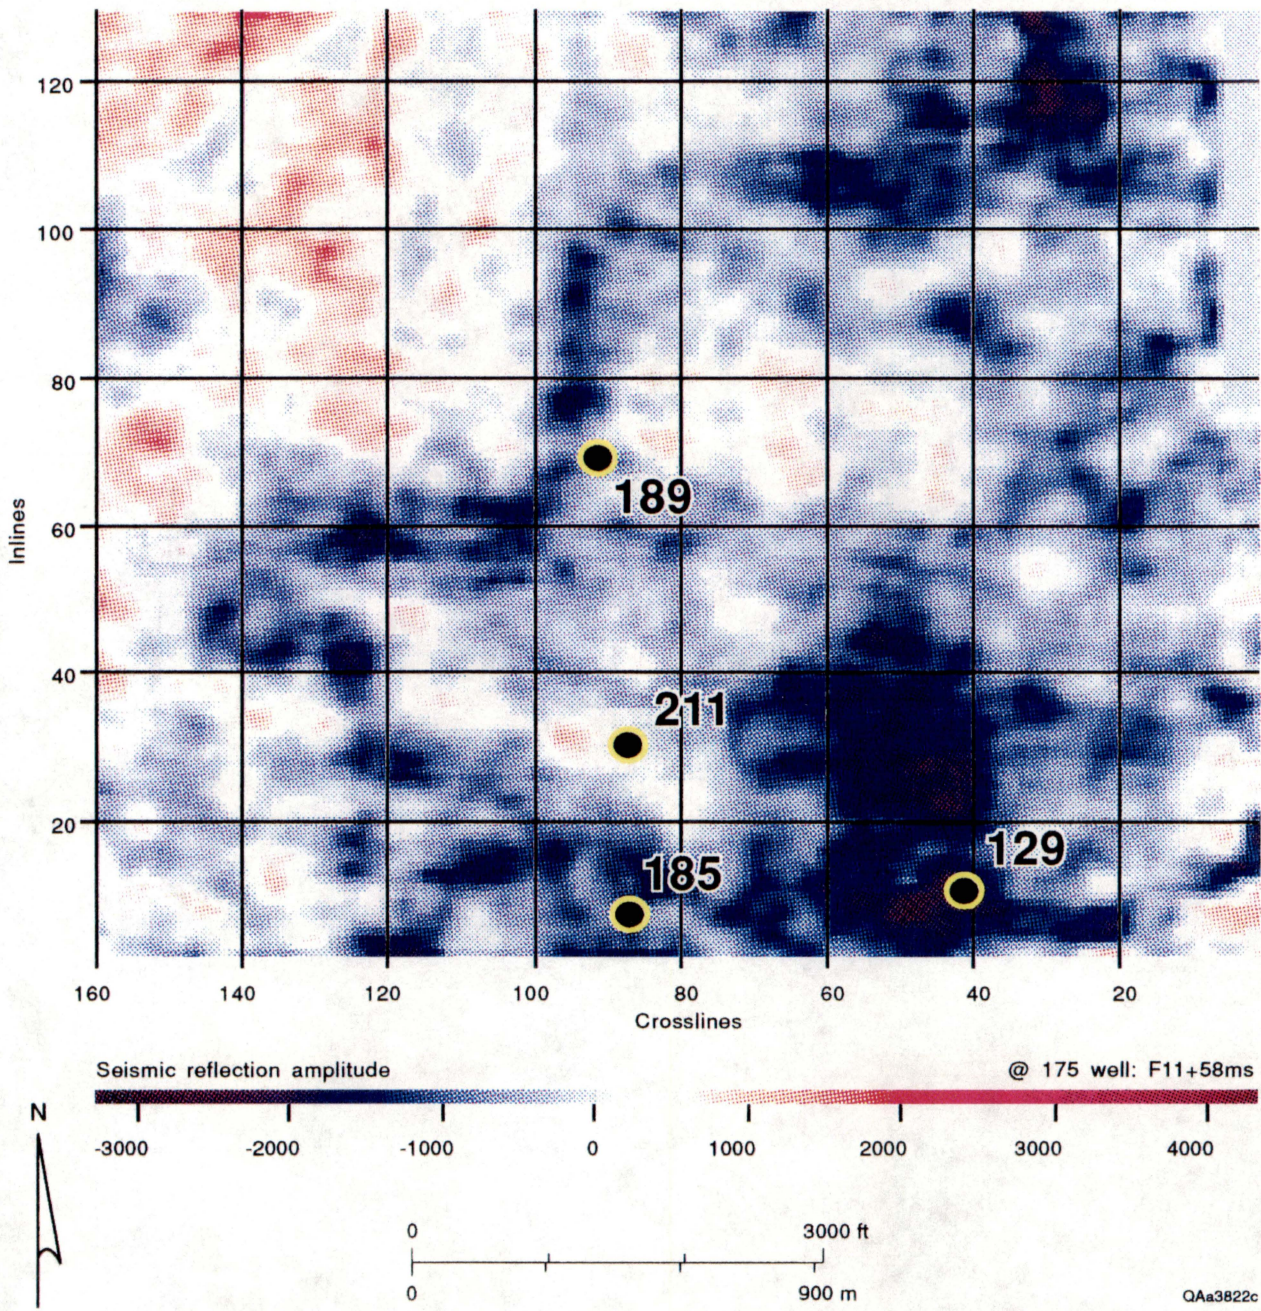 120
100
80
60
40
20
Inlines
189
211
185
129
160 140 120 100 80 60 40 20
Crosslines
Seismic reflection amplitude @ 175 well: F11+58ms
-3000 -2000 -1000 0 1000 2000 3000 4000
N
0 3000 ft
0 900 m
QAa3822c